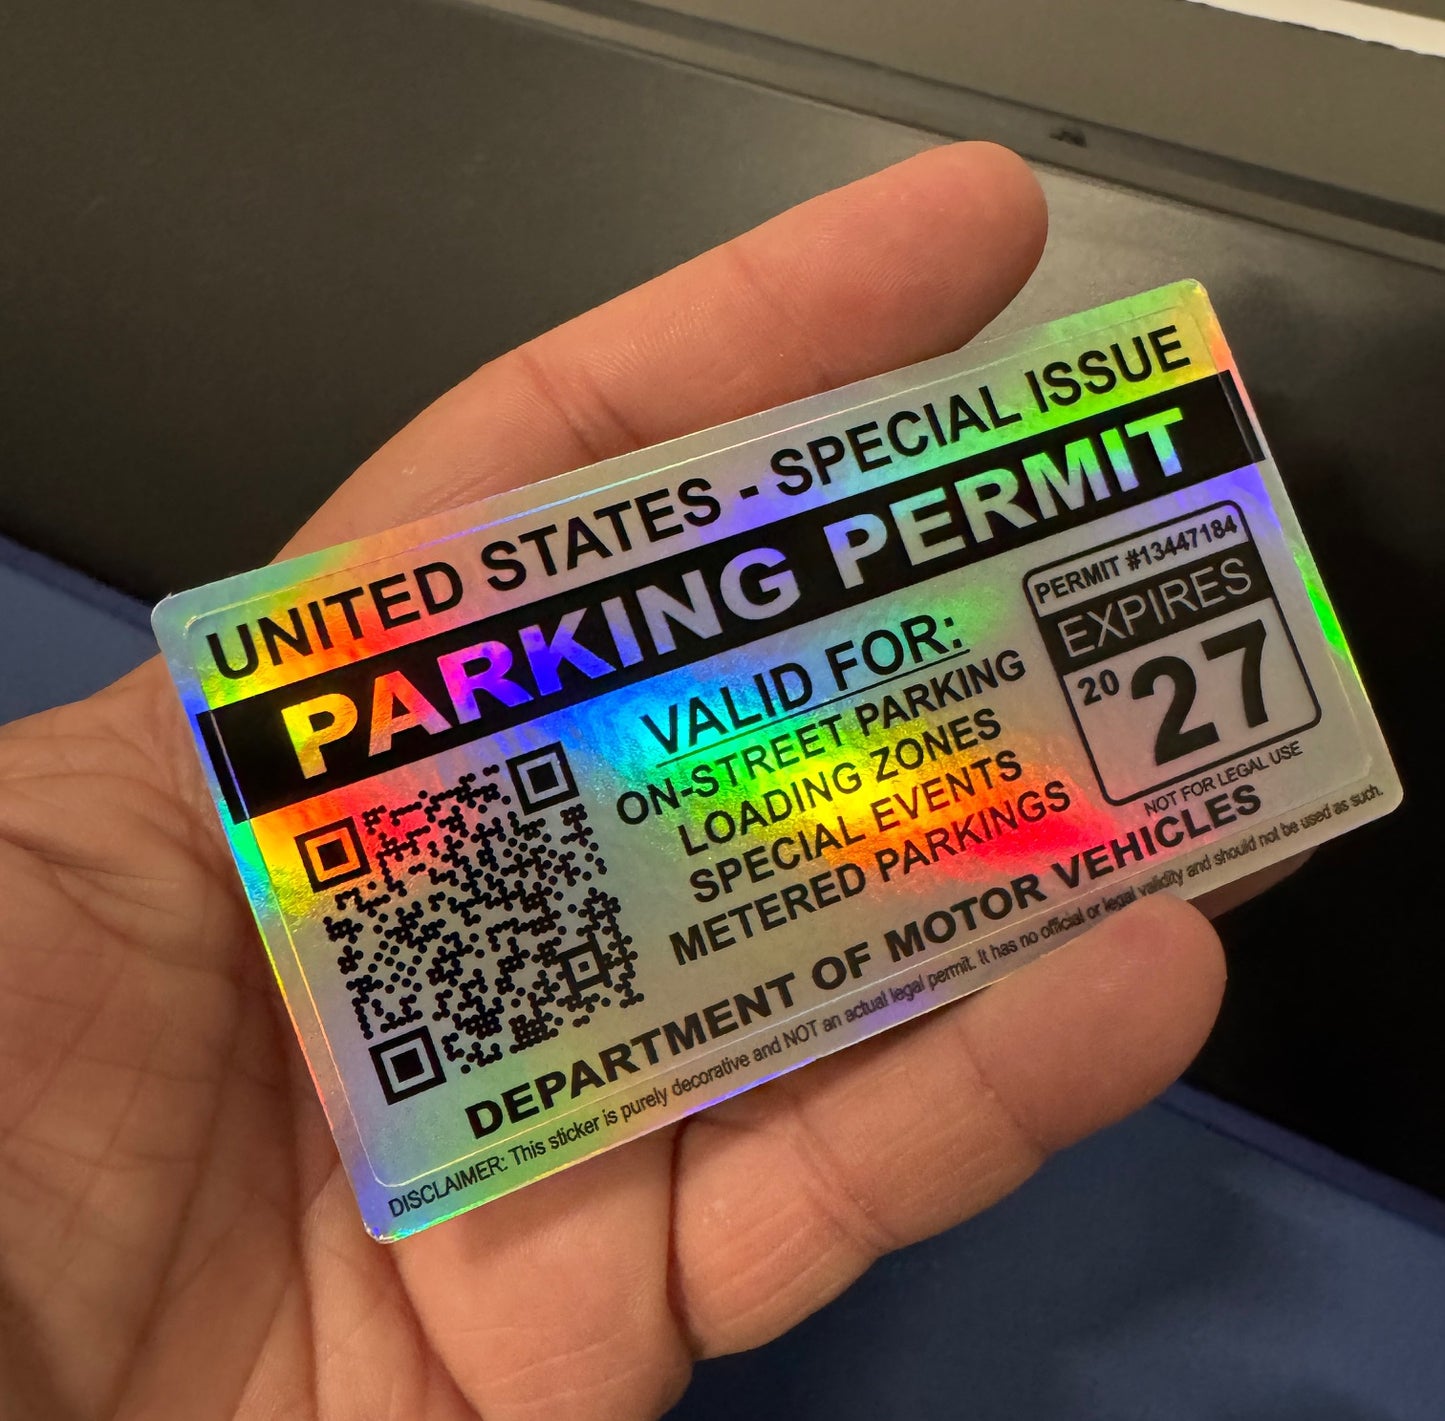 UNITED STATES - SPECIAL ISSUE
PARKING PERMIT
VALID FOR:
ON-STREET PARKING
LOADING ZONES
SPECIAL EVENTS
METERED PARKINGS
PERMIT #13447184
EXPIRES
20 27
NOT FOR LEGAL USE
DEPARTMENT OF MOTOR VEHICLES
DISCLAIMER: This sticker is purely decorative and NOT an actual legal permit. It has no official or legal validity and should not be used as such.